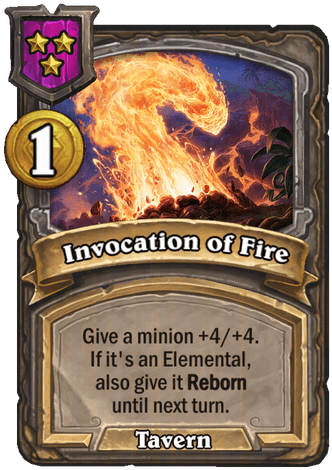 1
Invocation of Fire
Give a minion +4/+4.
If it's an Elemental,
also give it Reborn
until next turn.
Tavern